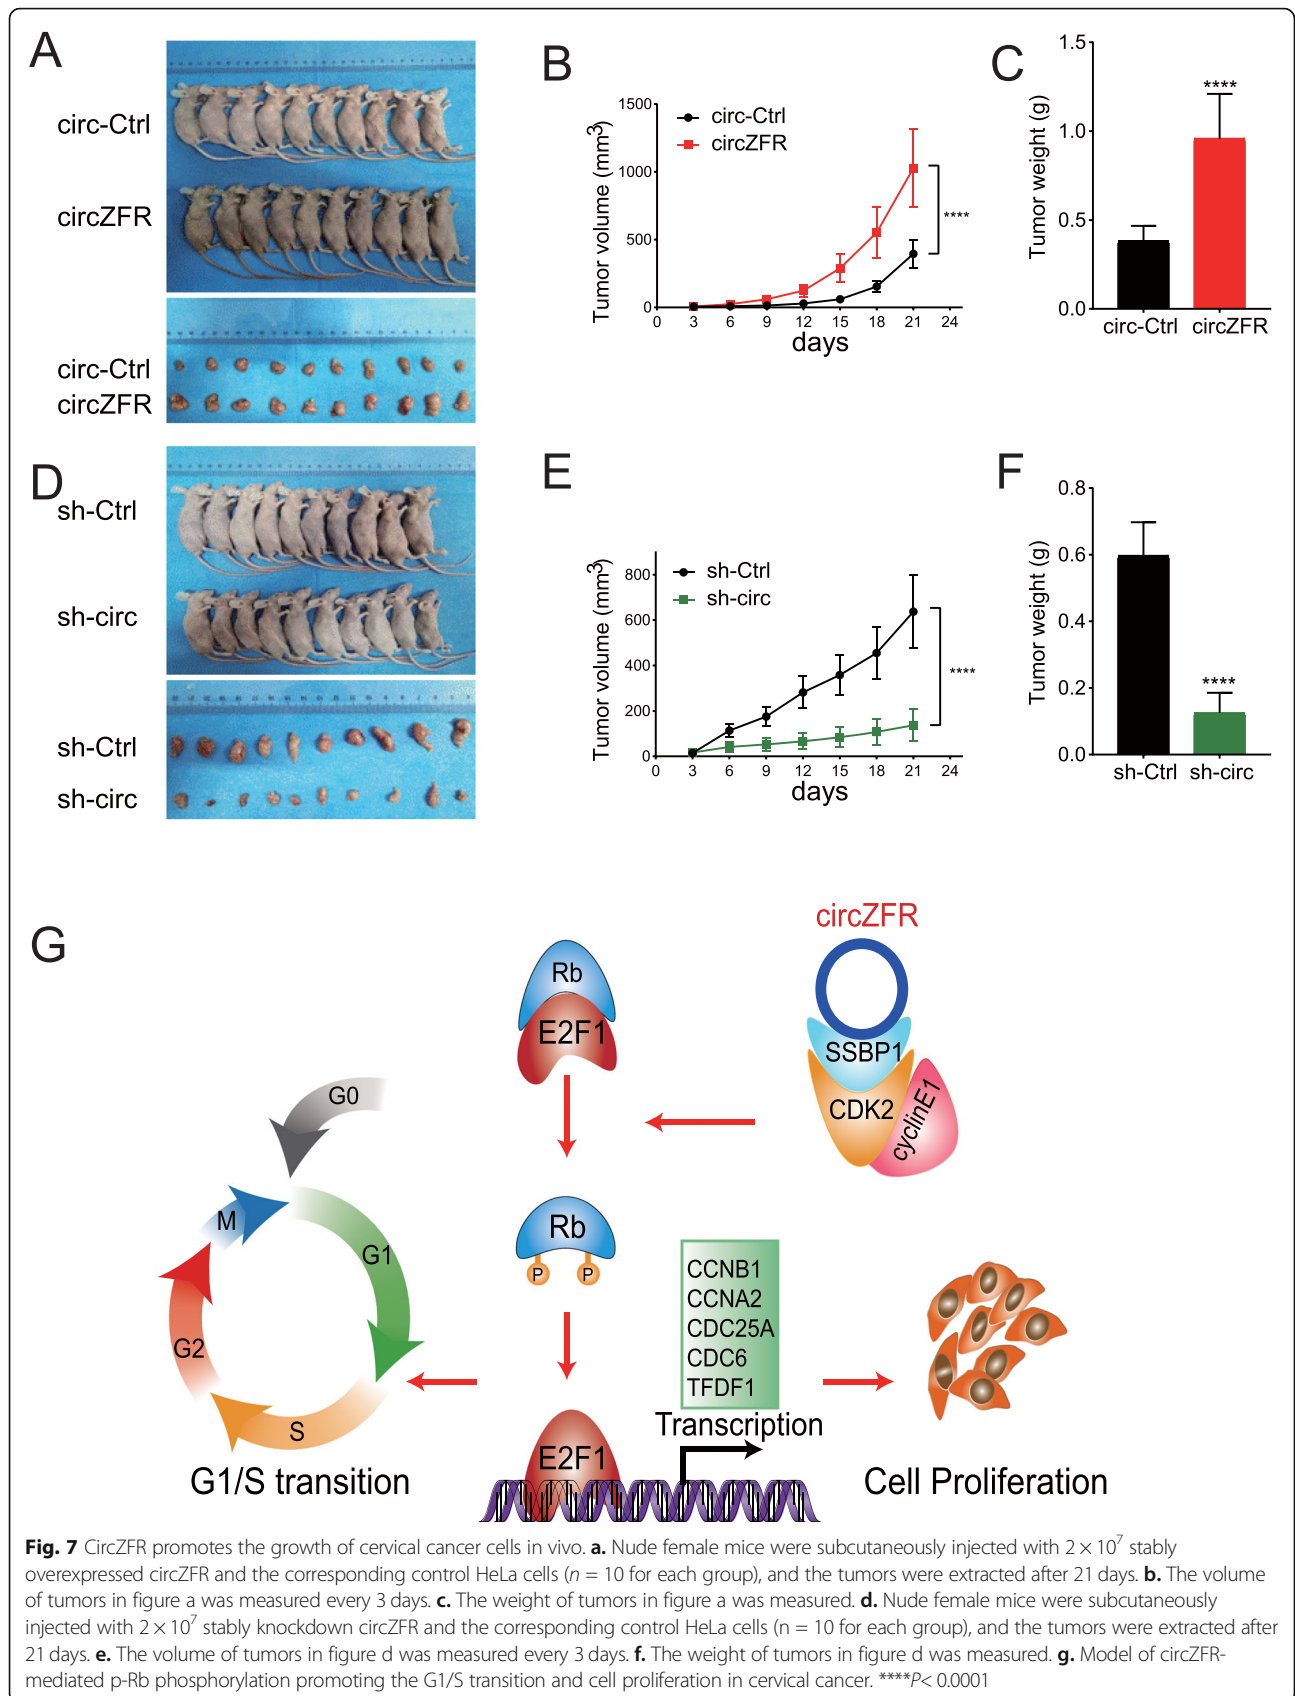 A
circ-Ctrl
circZFR
circ-Ctrl
circZFR
B
1500
1000
500
0
Tumor volume (mm3)
circ-Ctrl
circZFR
****
0 3 6 9 12 15 18 21 24
days
C
1.5
1.0
0.5
0.0
Tumor weight (g)
****
circ-Ctrl circZFR
D
sh-Ctrl
sh-circ
sh-Ctrl
sh-circ
E
800
600
400
200
0
Tumor volume (mm3)
sh-Ctrl
sh-circ
****
0 3 6 9 12 15 18 21 24
days
F
0.8
0.6
0.4
0.2
0.0
Tumor weight (g)
****
sh-Ctrl sh-circ
G
G0
M
G1
G2
S
G1/S transition
Rb
E2F1
Rb
P P
E2F1
circZFR
SSBP1
CDK2
cyclinE1
CCNB1
CCNA2
CDC25A
CDC6
TFDF1
Transcription
Cell Proliferation
Fig. 7 CircZFR promotes the growth of cervical cancer cells in vivo. a. Nude female mice were subcutaneously injected with 2 × 10⁷ stably
overexpressed circZFR and the corresponding control HeLa cells (n = 10 for each group), and the tumors were extracted after 21 days. b. The volume
of tumors in figure a was measured every 3 days. c. The weight of tumors in figure a was measured. d. Nude female mice were subcutaneously
injected with 2 × 10⁷ stably knockdown circZFR and the corresponding control HeLa cells (n = 10 for each group), and the tumors were extracted after
21 days. e. The volume of tumors in figure d was measured every 3 days. f. The weight of tumors in figure d was measured. g. Model of circZFR-
mediated p-Rb phosphorylation promoting the G1/S transition and cell proliferation in cervical cancer. ****P< 0.0001